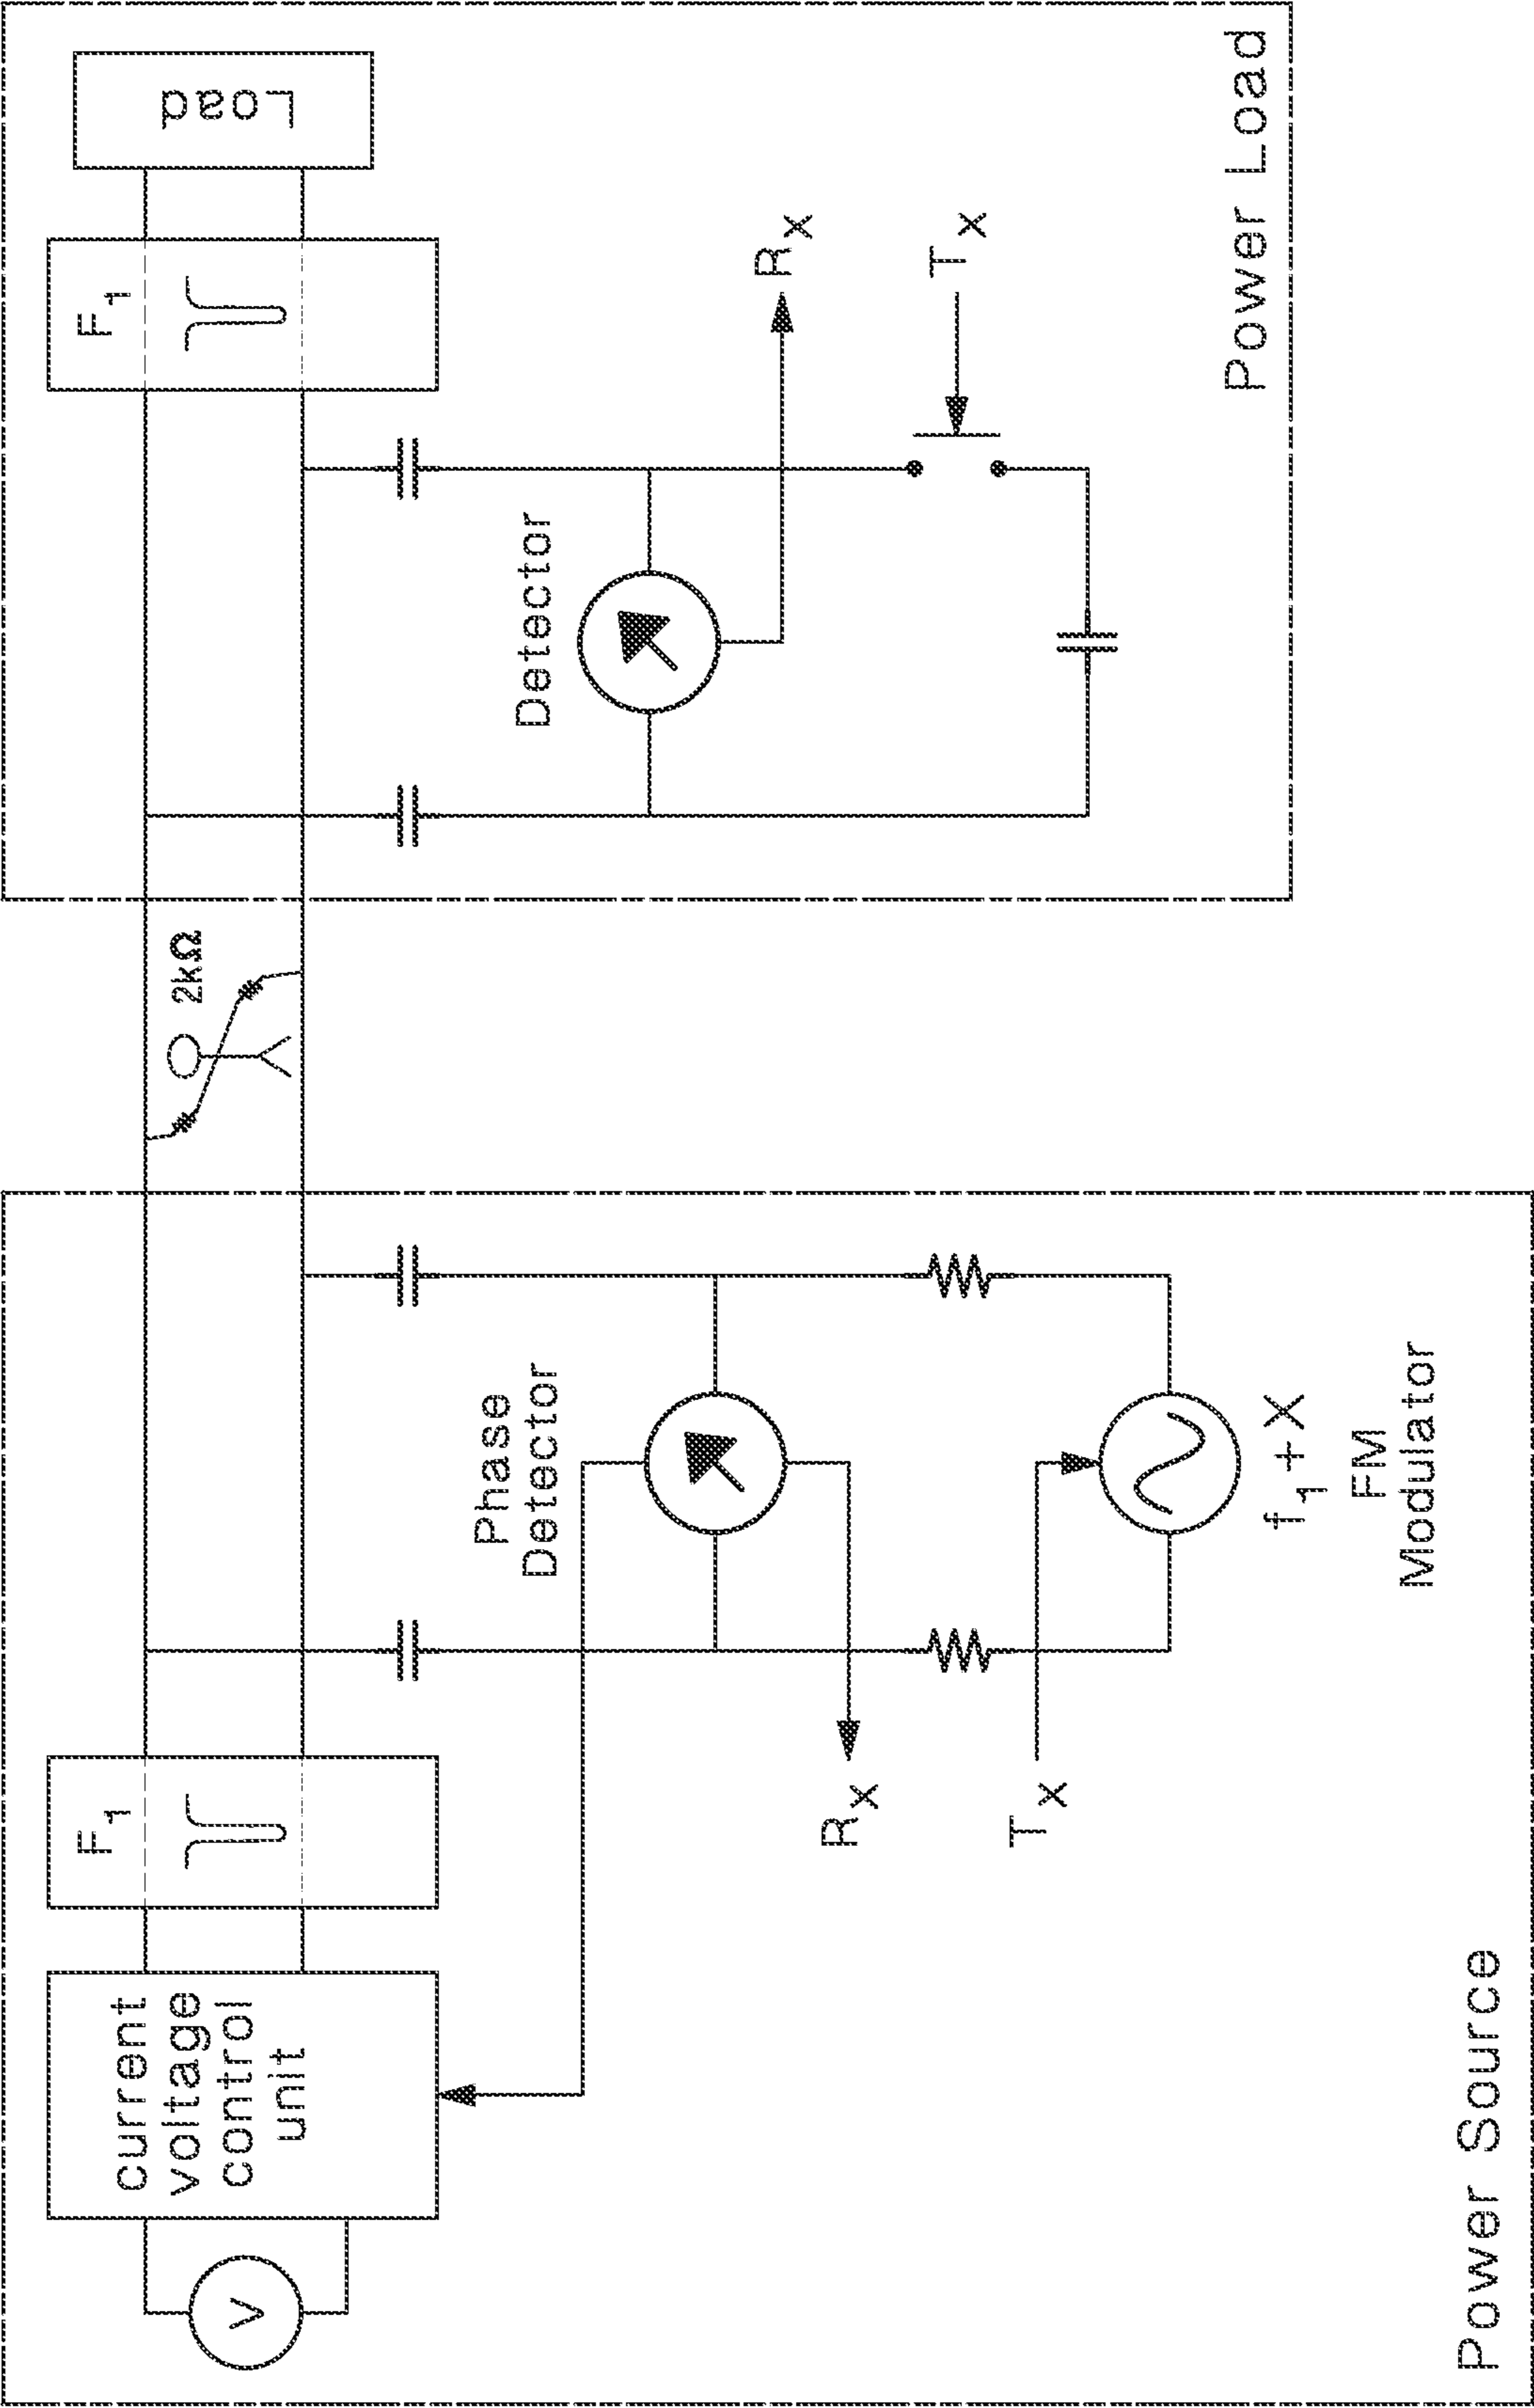 V
current
voltage
control
unit
F1
2kΩ
F1
Load
Phase
Detector
Rx
Tx
f1+X
FM
Modulator
Power Source
Detector
Rx
Tx
Power Load